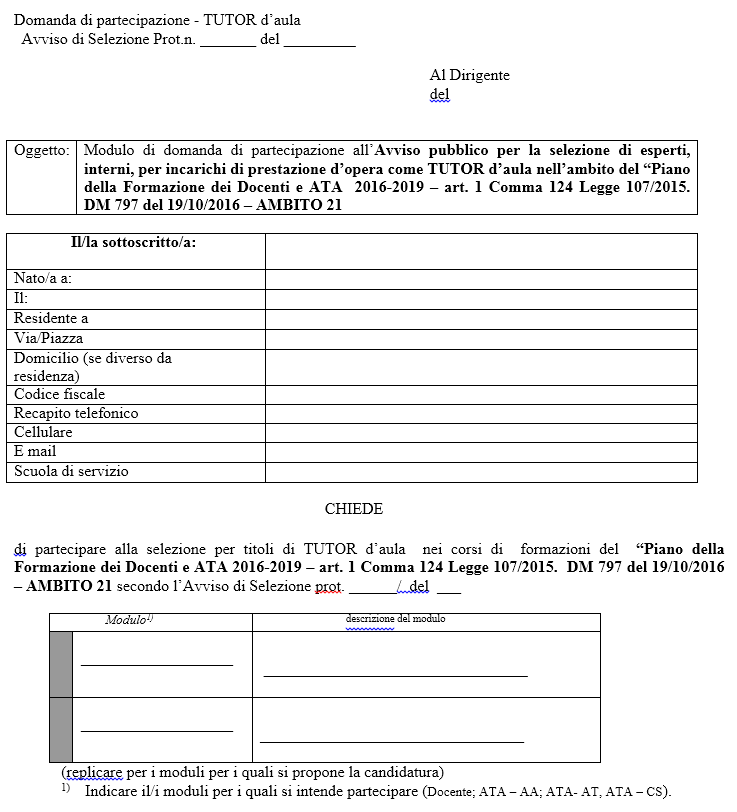 Domanda di partecipazione - TUTOR d’aula
Avviso di Selezione Prot.n. _______ del _________
Al Dirigente
del
Oggetto: Modulo di domanda di partecipazione all’Avviso pubblico per la selezione di esperti,
interni, per incarichi di prestazione d’opera come TUTOR d’aula nell’ambito del “Piano
della Formazione dei Docenti e ATA 2016-2019 – art. 1 Comma 124 Legge 107/2015.
DM 797 del 19/10/2016 – AMBITO 21
Il/la sottoscritto/a:
Nato/a a:
Il:
Residente a
Via/Piazza
Domicilio (se diverso da
residenza)
Codice fiscale
Recapito telefonico
Cellulare
E mail
Scuola di servizio
CHIEDE
di partecipare alla selezione per titoli di TUTOR d’aula nei corsi di formazioni del “Piano della
Formazione dei Docenti e ATA 2016-2019 – art. 1 Comma 124 Legge 107/2015. DM 797 del 19/10/2016
– AMBITO 21 secondo l’Avviso di Selezione prot. ______/ del ___
Modulo1) descrizione del modulo
(replicare per i moduli per i quali si propone la candidatura)
1) Indicare il/i moduli per i quali si intende partecipare (Docente; ATA – AA; ATA- AT, ATA – CS).